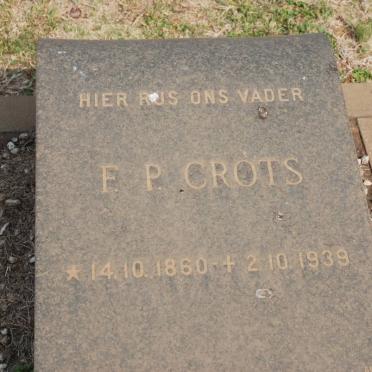 HIER RUS ONS VADER
F. P. CROTS
★ 14.10.1860 - + 2.10.1939